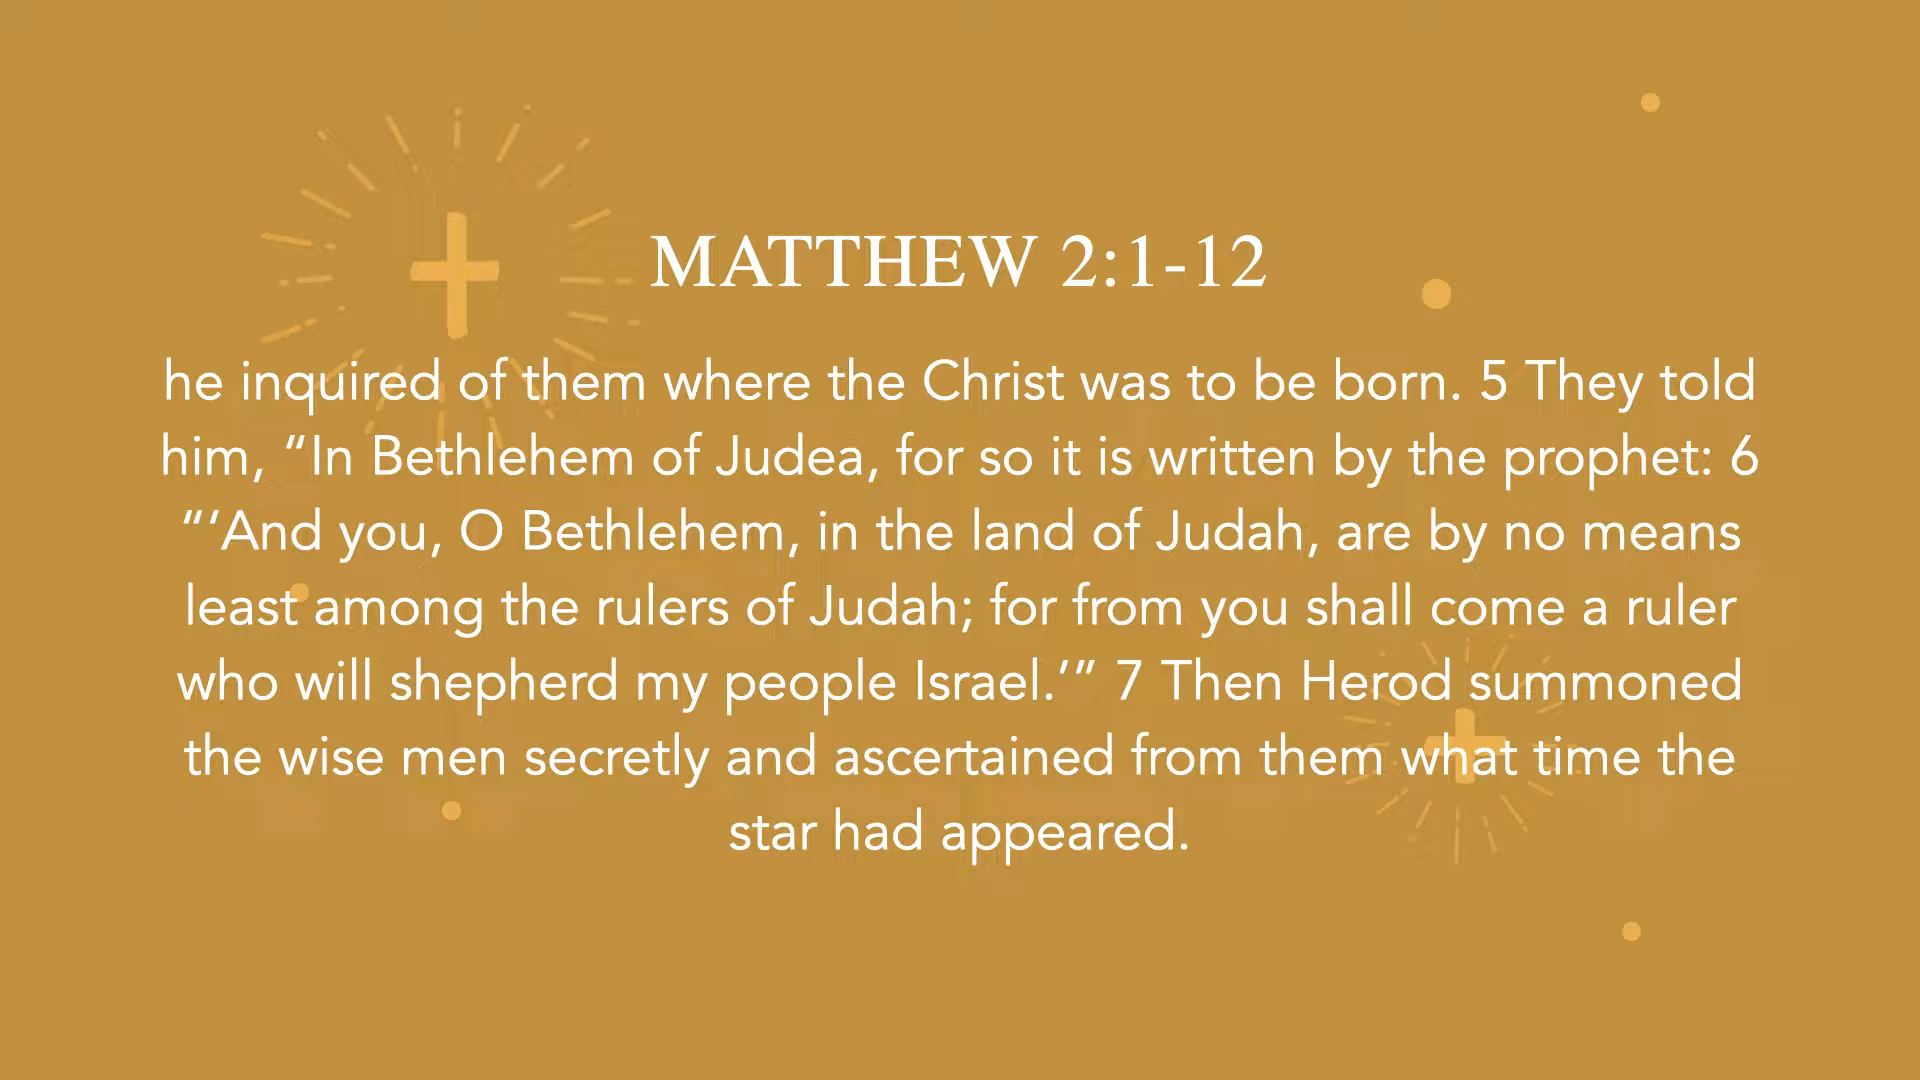 MATTHEW 2:1-12
he inquired of them where the Christ was to be born. 5 They told
him, “In Bethlehem of Judea, for so it is written by the prophet: 6
“‘And you, O Bethlehem, in the land of Judah, are by no means
least among the rulers of Judah; for from you shall come a ruler
who will shepherd my people Israel.’” 7 Then Herod summoned
the wise men secretly and ascertained from them what time the
star had appeared.